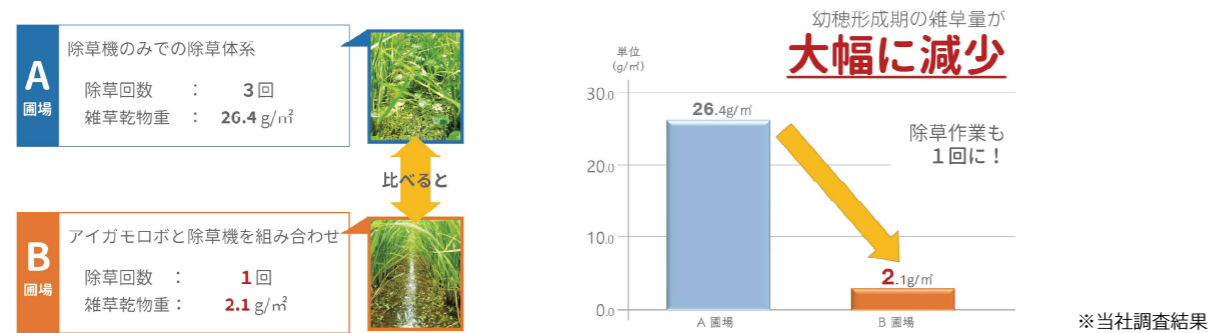 A
圃場
除草機のみでの除草体系
除草回数 : 3回
雑草乾物重 : 26.4 g/㎡
比べると
B
圃場
アイガモロボと除草機を組み合わせ
除草回数 : 1回
雑草乾物重: 2.1 g/㎡
幼穂形成期の雑草量が
大幅に減少
単位
(g/㎡)
30.0
20.0
10.0
0.0
26.4g/㎡
除草作業も
1回に!
2.1g/㎡
A 圃場
B 圃場
※当社調査結果